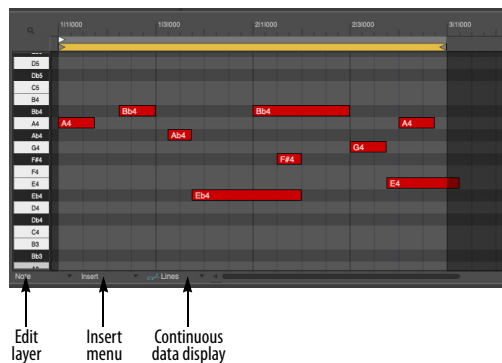 1|1|000 1|3|000 2|1|000 2|3|000 3|1|000
D5
Db5
C5
B4
Bb4 Bb4 Bb4
A4 A4 A4
Ab4 Ab4
G4 G4
F#4 F#4
F4
E4 E4
Eb4 Eb4
D4
Db4
C4
B3
Bb3
Note Insert Lines
Edit layer
Insert menu
Continuous data display